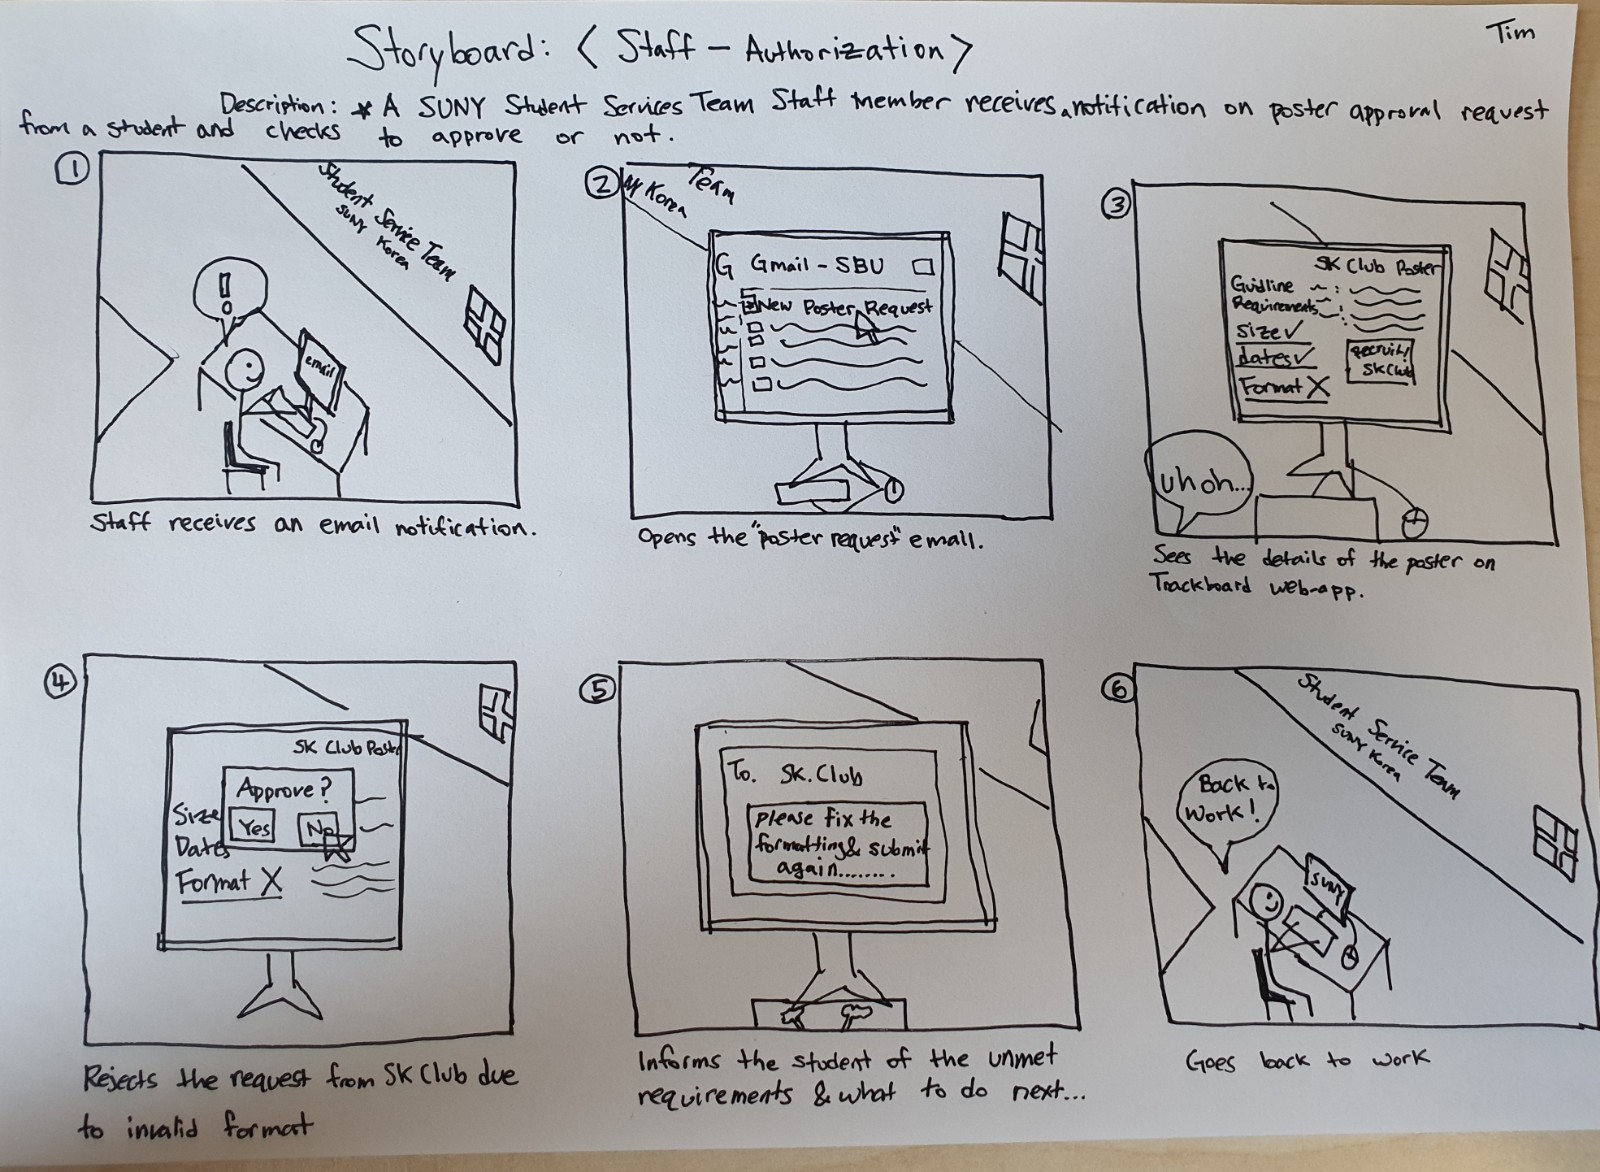 Tim
Storyboard: < Staff - Authorization >
Description: * A SUNY Student Services Team Staff member receives a notification on poster approval request
from a student and checks to approve or not.
1
Student Service Team
SUNY Korea
!
email
Staff receives an email notification.
2
Team
NY Korea
G Gmail - SBU
New Poster Request
Opens the "poster request" email.
3
SK Club Poster
Guidline
Requirements
size ✓
dates ✓
Format X
Recruit!
SK Club
uh oh...
Sees the details of the poster on
Trackboard web-app.
4
SK Club Poster
Approve?
Yes No
Size
Dates
Format X
Rejects the request from SK Club due
to invalid format
5
To. SK.Club
please fix the
formatting & submit
again........
Informs the student of the unmet
requirements & what to do next...
6
Student Service Team
SUNY Korea
Back to
work!
SUNY
Goes back to work